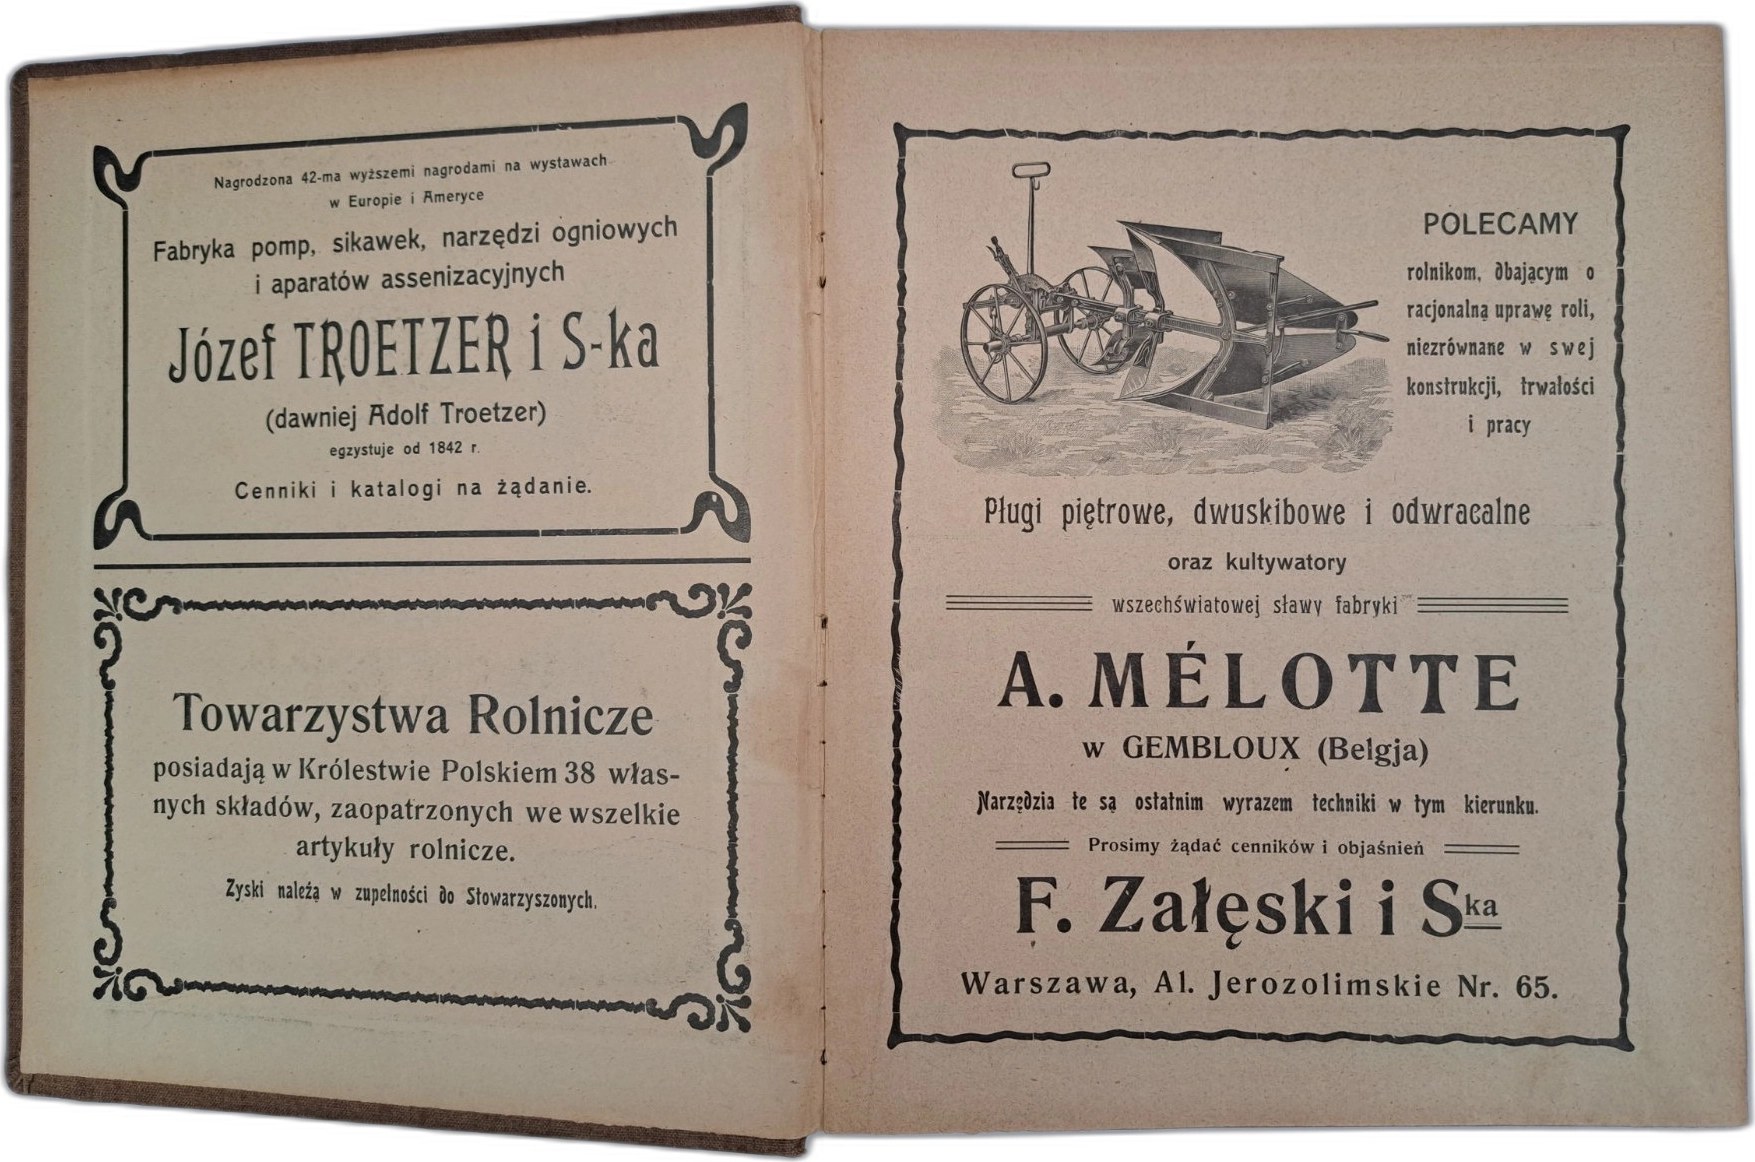 Nagrodzona 42-ma wyższemi nagrodami na wystawach
w Europie i Ameryce
Fabryka pomp, sikawek, narzędzi ogniowych
i aparatów assenizacyjnych
Józef TROETZER i S-ka
(dawniej Adolf Troetzer)
egzystuje od 1842 r.
Cenniki i katalogi na żądanie.
Towarzystwa Rolnicze
posiadają w Królestwie Polskiem 38 włas-
nych składów, zaopatrzonych we wszelkie
artykuły rolnicze.
Zyski należą w zupełności do Stowarzyszonych.
POLECAMY
rolnikom, dbającym o
racjonalną uprawę roli,
niezrównane w swej
konstrukcji, trwałości
i pracy
Pługi piętrowe, dwuskibowe i odwracalne
oraz kultywatory
wszechświatowej sławy fabryki
A. MÉLOTTE
w GEMBLOUX (Belgja)
Narzędzia te są ostatnim wyrazem techniki w tym kierunku.
Prosimy żądać cenników i objaśnień
F. Załęski i Ska
Warszawa, Al. Jerozolimskie Nr. 65.